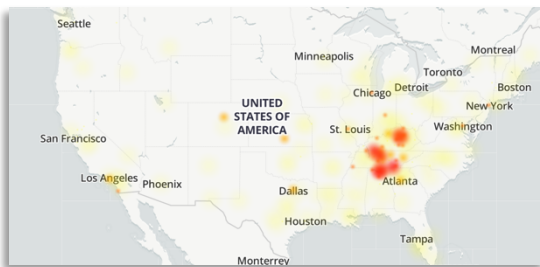 Seattle
Minneapolis
Montreal
Toronto
Boston
Chicago
Detroit
New York
UNITED
STATES OF
AMERICA
St. Louis
Washington
San Francisco
Los Angeles
Phoenix
Atlanta
Dallas
Houston
Tampa
Monterrey